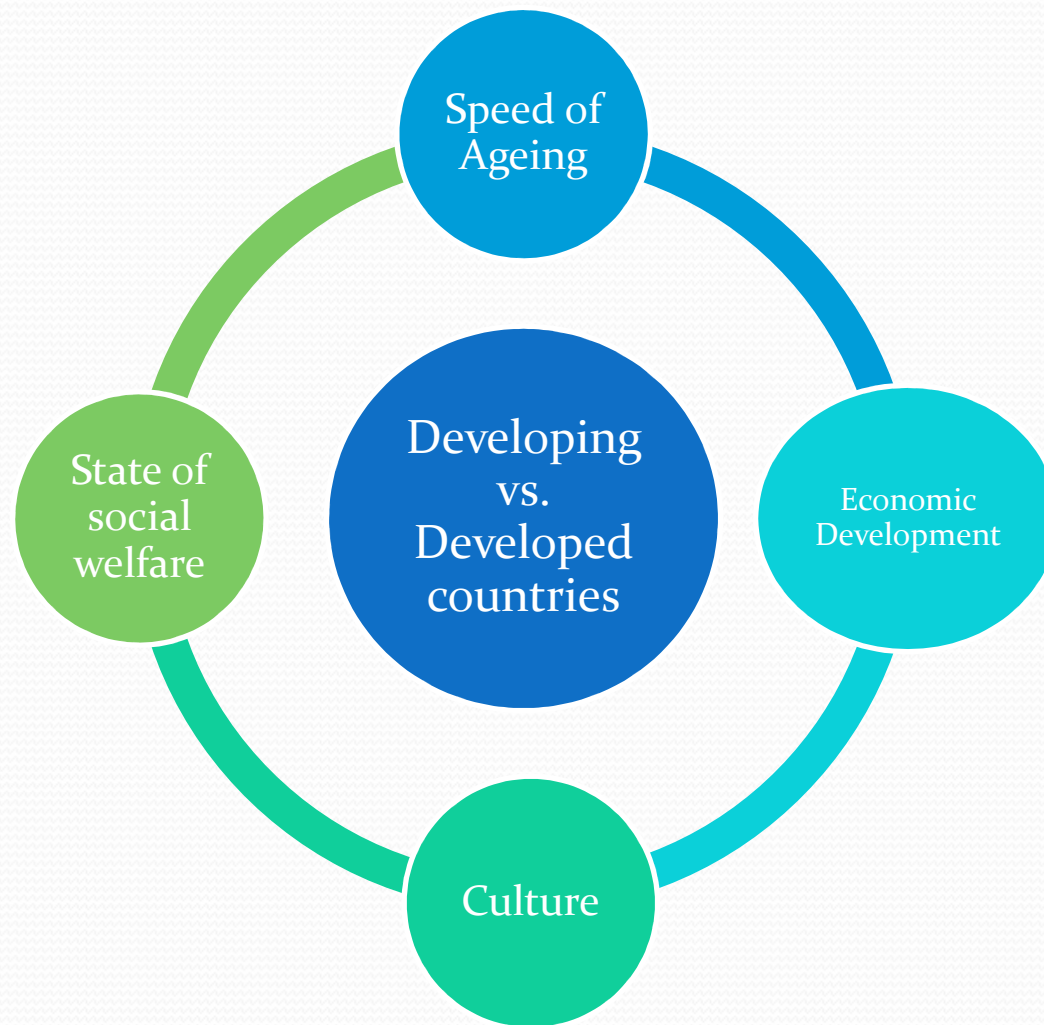 Speed of
Ageing
Developing
vs.
Developed
countries
Economic
Development
Culture
State of
social
welfare